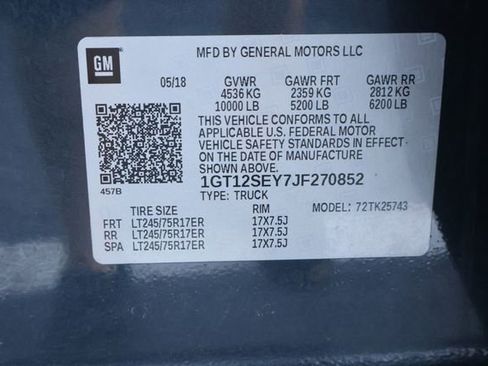 GM
MFD BY GENERAL MOTORS LLC
05/18 GVWR GAWR FRT GAWR RR
4536 KG 2359 KG 2812 KG
10000 LB 5200 LB 6200 LB
THIS VEHICLE CONFORMS TO ALL
APPLICABLE U.S. FEDERAL MOTOR
VEHICLE SAFETY STANDARDS IN
EFFECT ON THE DATE OF
MANUFACTURE SHOWN ABOVE.
457B
1GT12SEY7JF270852
TYPE: TRUCK
TIRE SIZE RIM MODEL: 72TK25743
FRT LT245/75R17ER 17X7.5J
RR LT245/75R17ER 17X7.5J
SPA LT245/75R17ER 17X7.5J